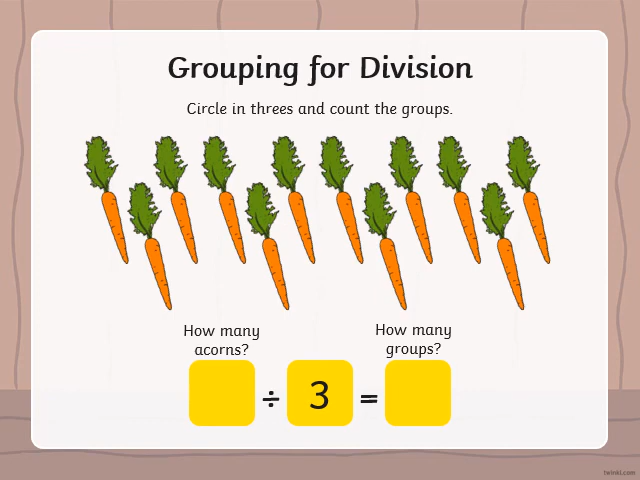 Grouping for Division
Circle in threes and count the groups.
How many
acorns?
How many
groups?
÷ 3 =
twinkl.com